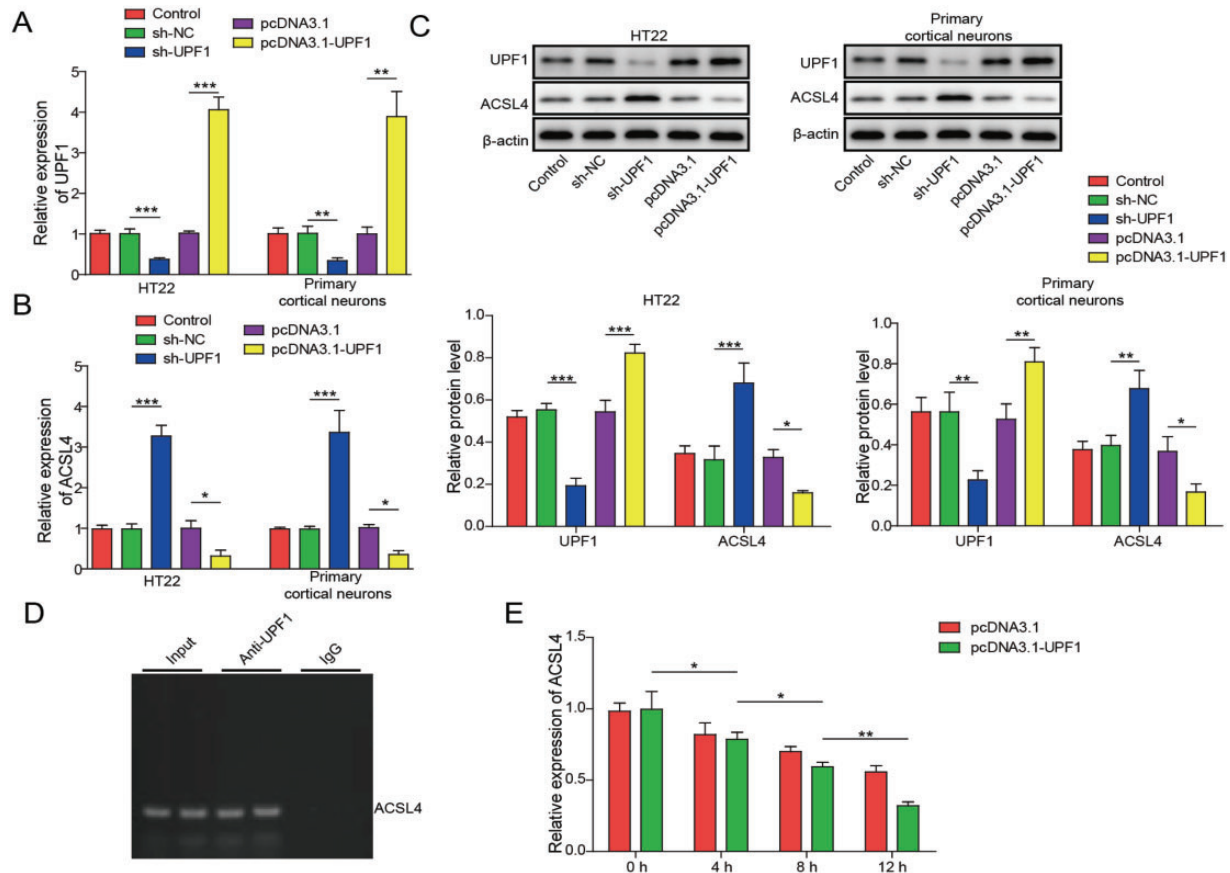 A
Control
sh-NC
sh-UPF1
pcDNA3.1
pcDNA3.1-UPF1
Relative expression
of UPF1
5
4
3
2
1
0
***
***
**
**
HT22
Primary
cortical neurons
B
Control
sh-NC
sh-UPF1
pcDNA3.1
pcDNA3.1-UPF1
Relative expression
of ACSL4
5
4
3
2
1
0
***
*
***
*
HT22
Primary
cortical neurons
C
HT22
UPF1
ACSL4
β-actin
Control
sh-NC
sh-UPF1
pcDNA3.1
pcDNA3.1-UPF1
Primary
cortical neurons
UPF1
ACSL4
β-actin
Control
sh-NC
sh-UPF1
pcDNA3.1
pcDNA3.1-UPF1
Control
sh-NC
sh-UPF1
pcDNA3.1
pcDNA3.1-UPF1
HT22
Relative protein level
1.0
0.8
0.6
0.4
0.2
0.0
***
***
***
*
UPF1
ACSL4
Primary
cortical neurons
Relative protein level
1.0
0.8
0.6
0.4
0.2
0.0
**
**
**
*
UPF1
ACSL4
D
Input
Anti-UPF1
IgG
ACSL4
E
pcDNA3.1
pcDNA3.1-UPF1
Relative expression of ACSL4
1.5
1.0
0.5
0.0
*
*
**
0 h
4 h
8 h
12 h